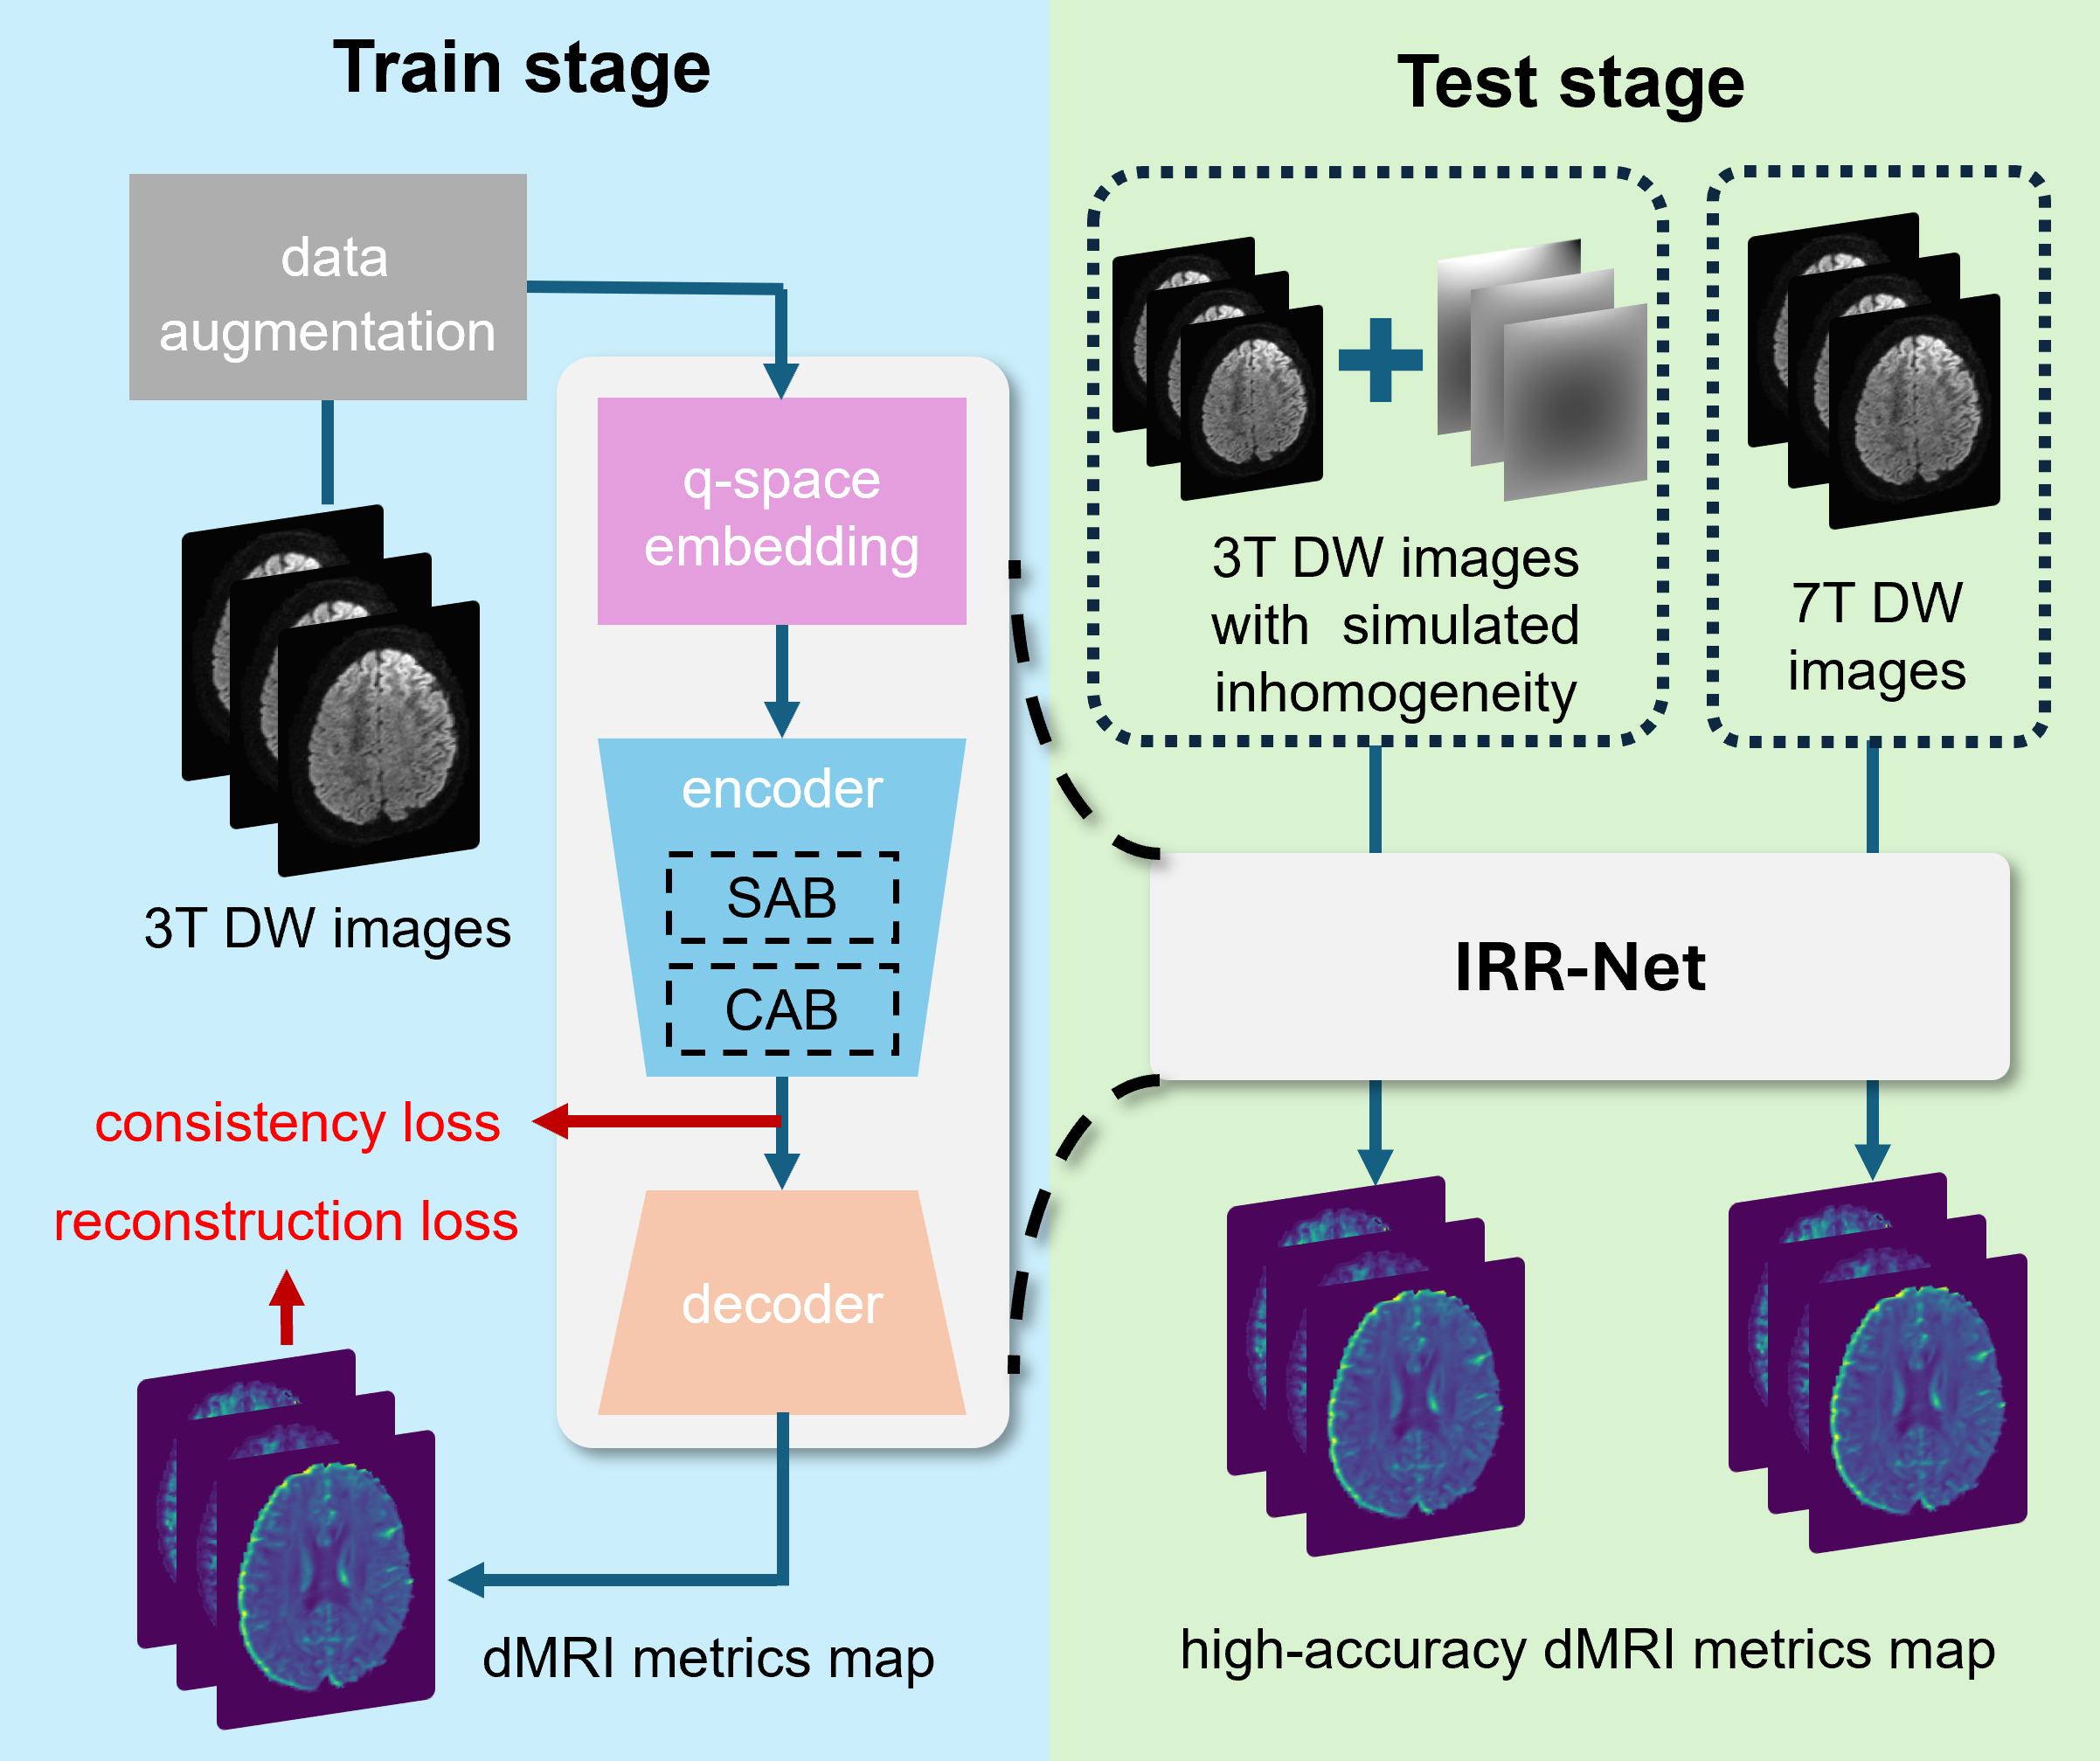 Train stage
data
augmentation
3T DW images
q-space
embedding
encoder
SAB
CAB
consistency loss
reconstruction loss
decoder
dMRI metrics map
Test stage
3T DW images
with simulated
inhomogeneity
7T DW
images
IRR-Net
high-accuracy dMRI metrics map